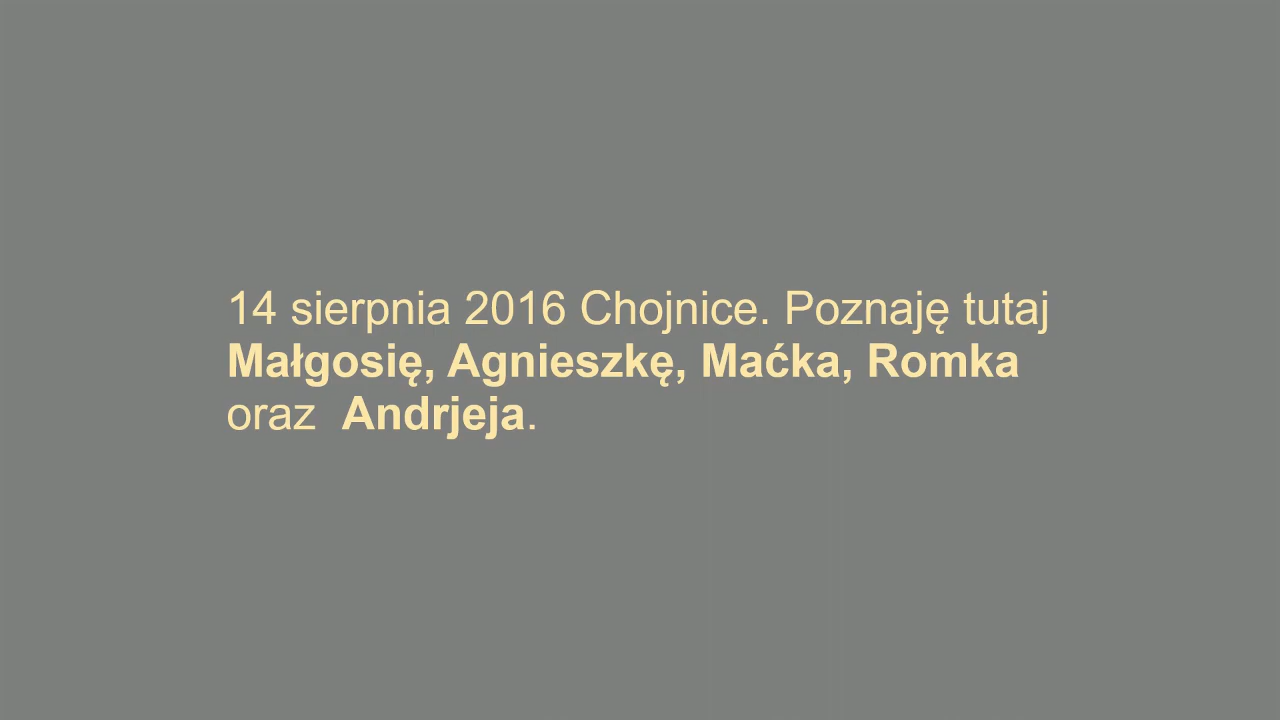 14 sierpnia 2016 Chojnice. Poznaję tutaj
Małgosię, Agnieszkę, Maćka, Romka
oraz  Andrjeja.